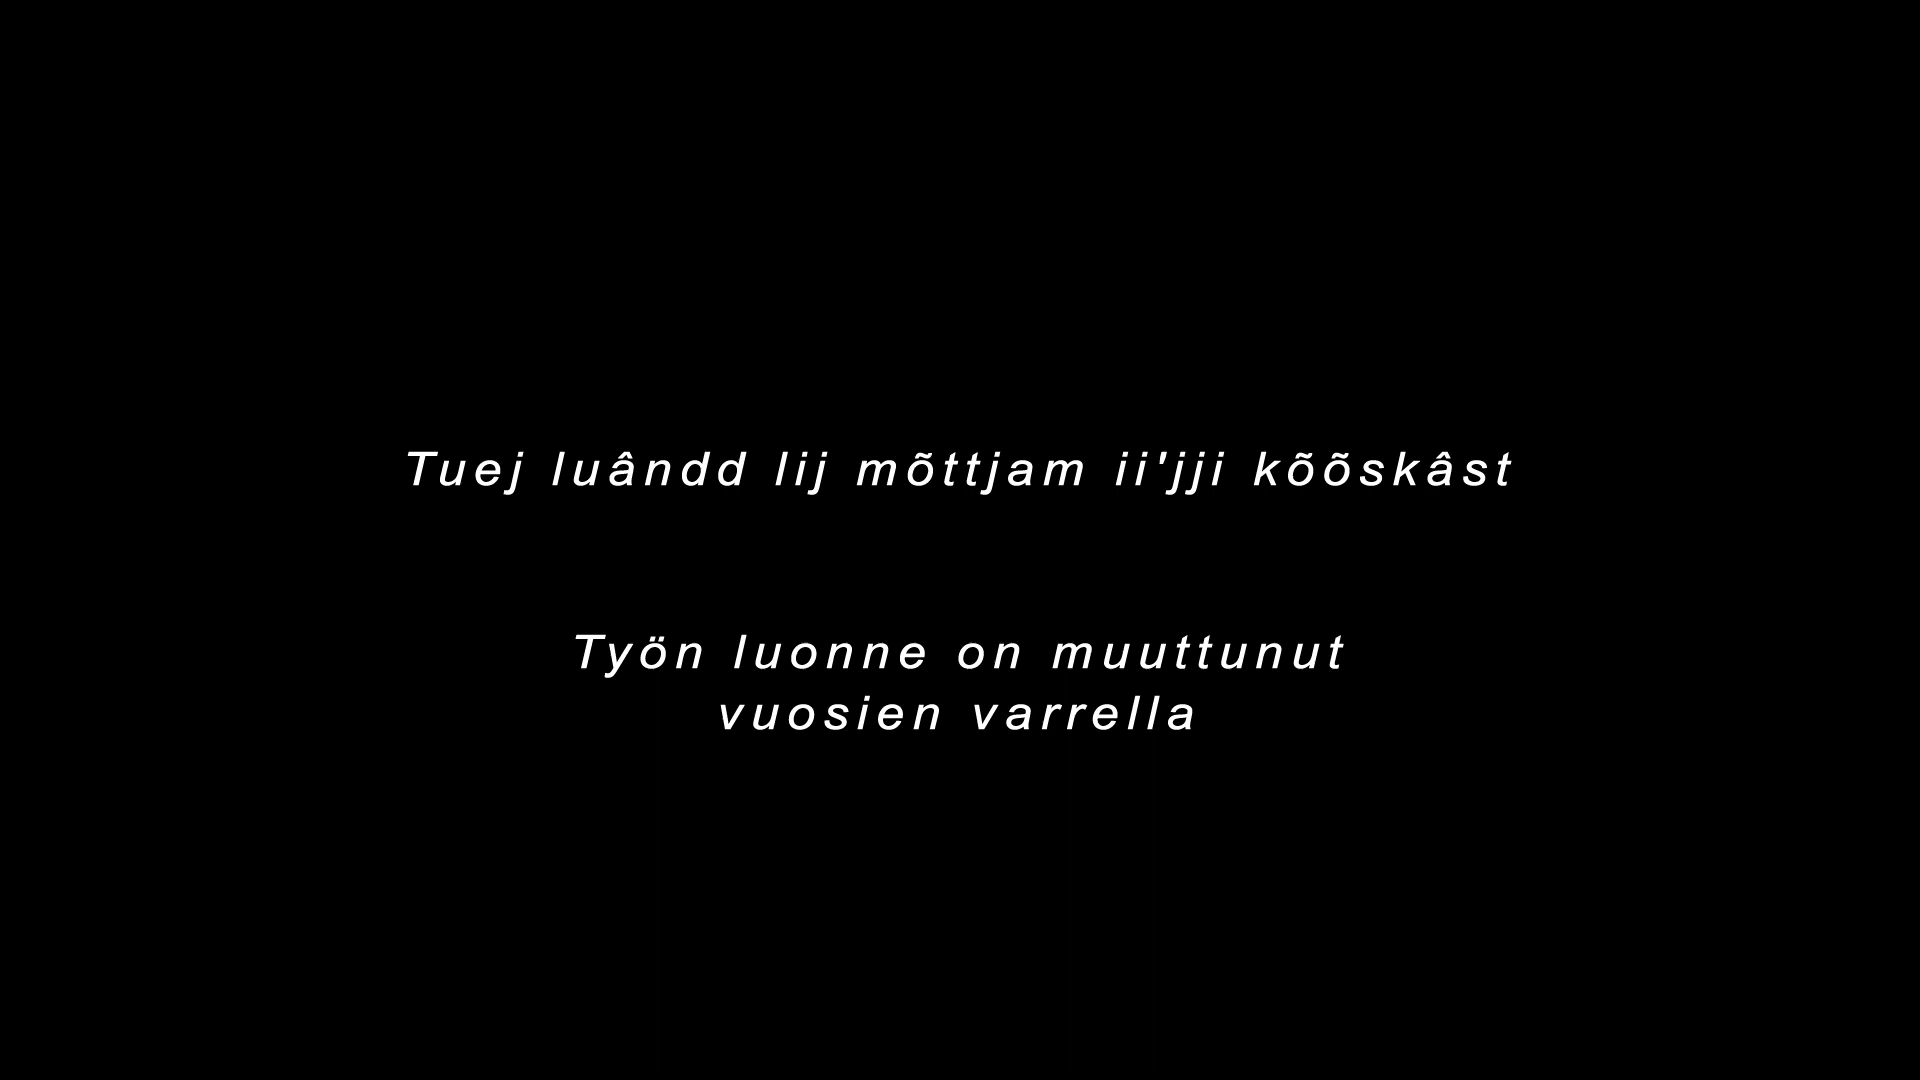 Tuej luândd lij mõttjam ii'jji kõõskâst
Työn luonne on muuttunut
vuosien varrella